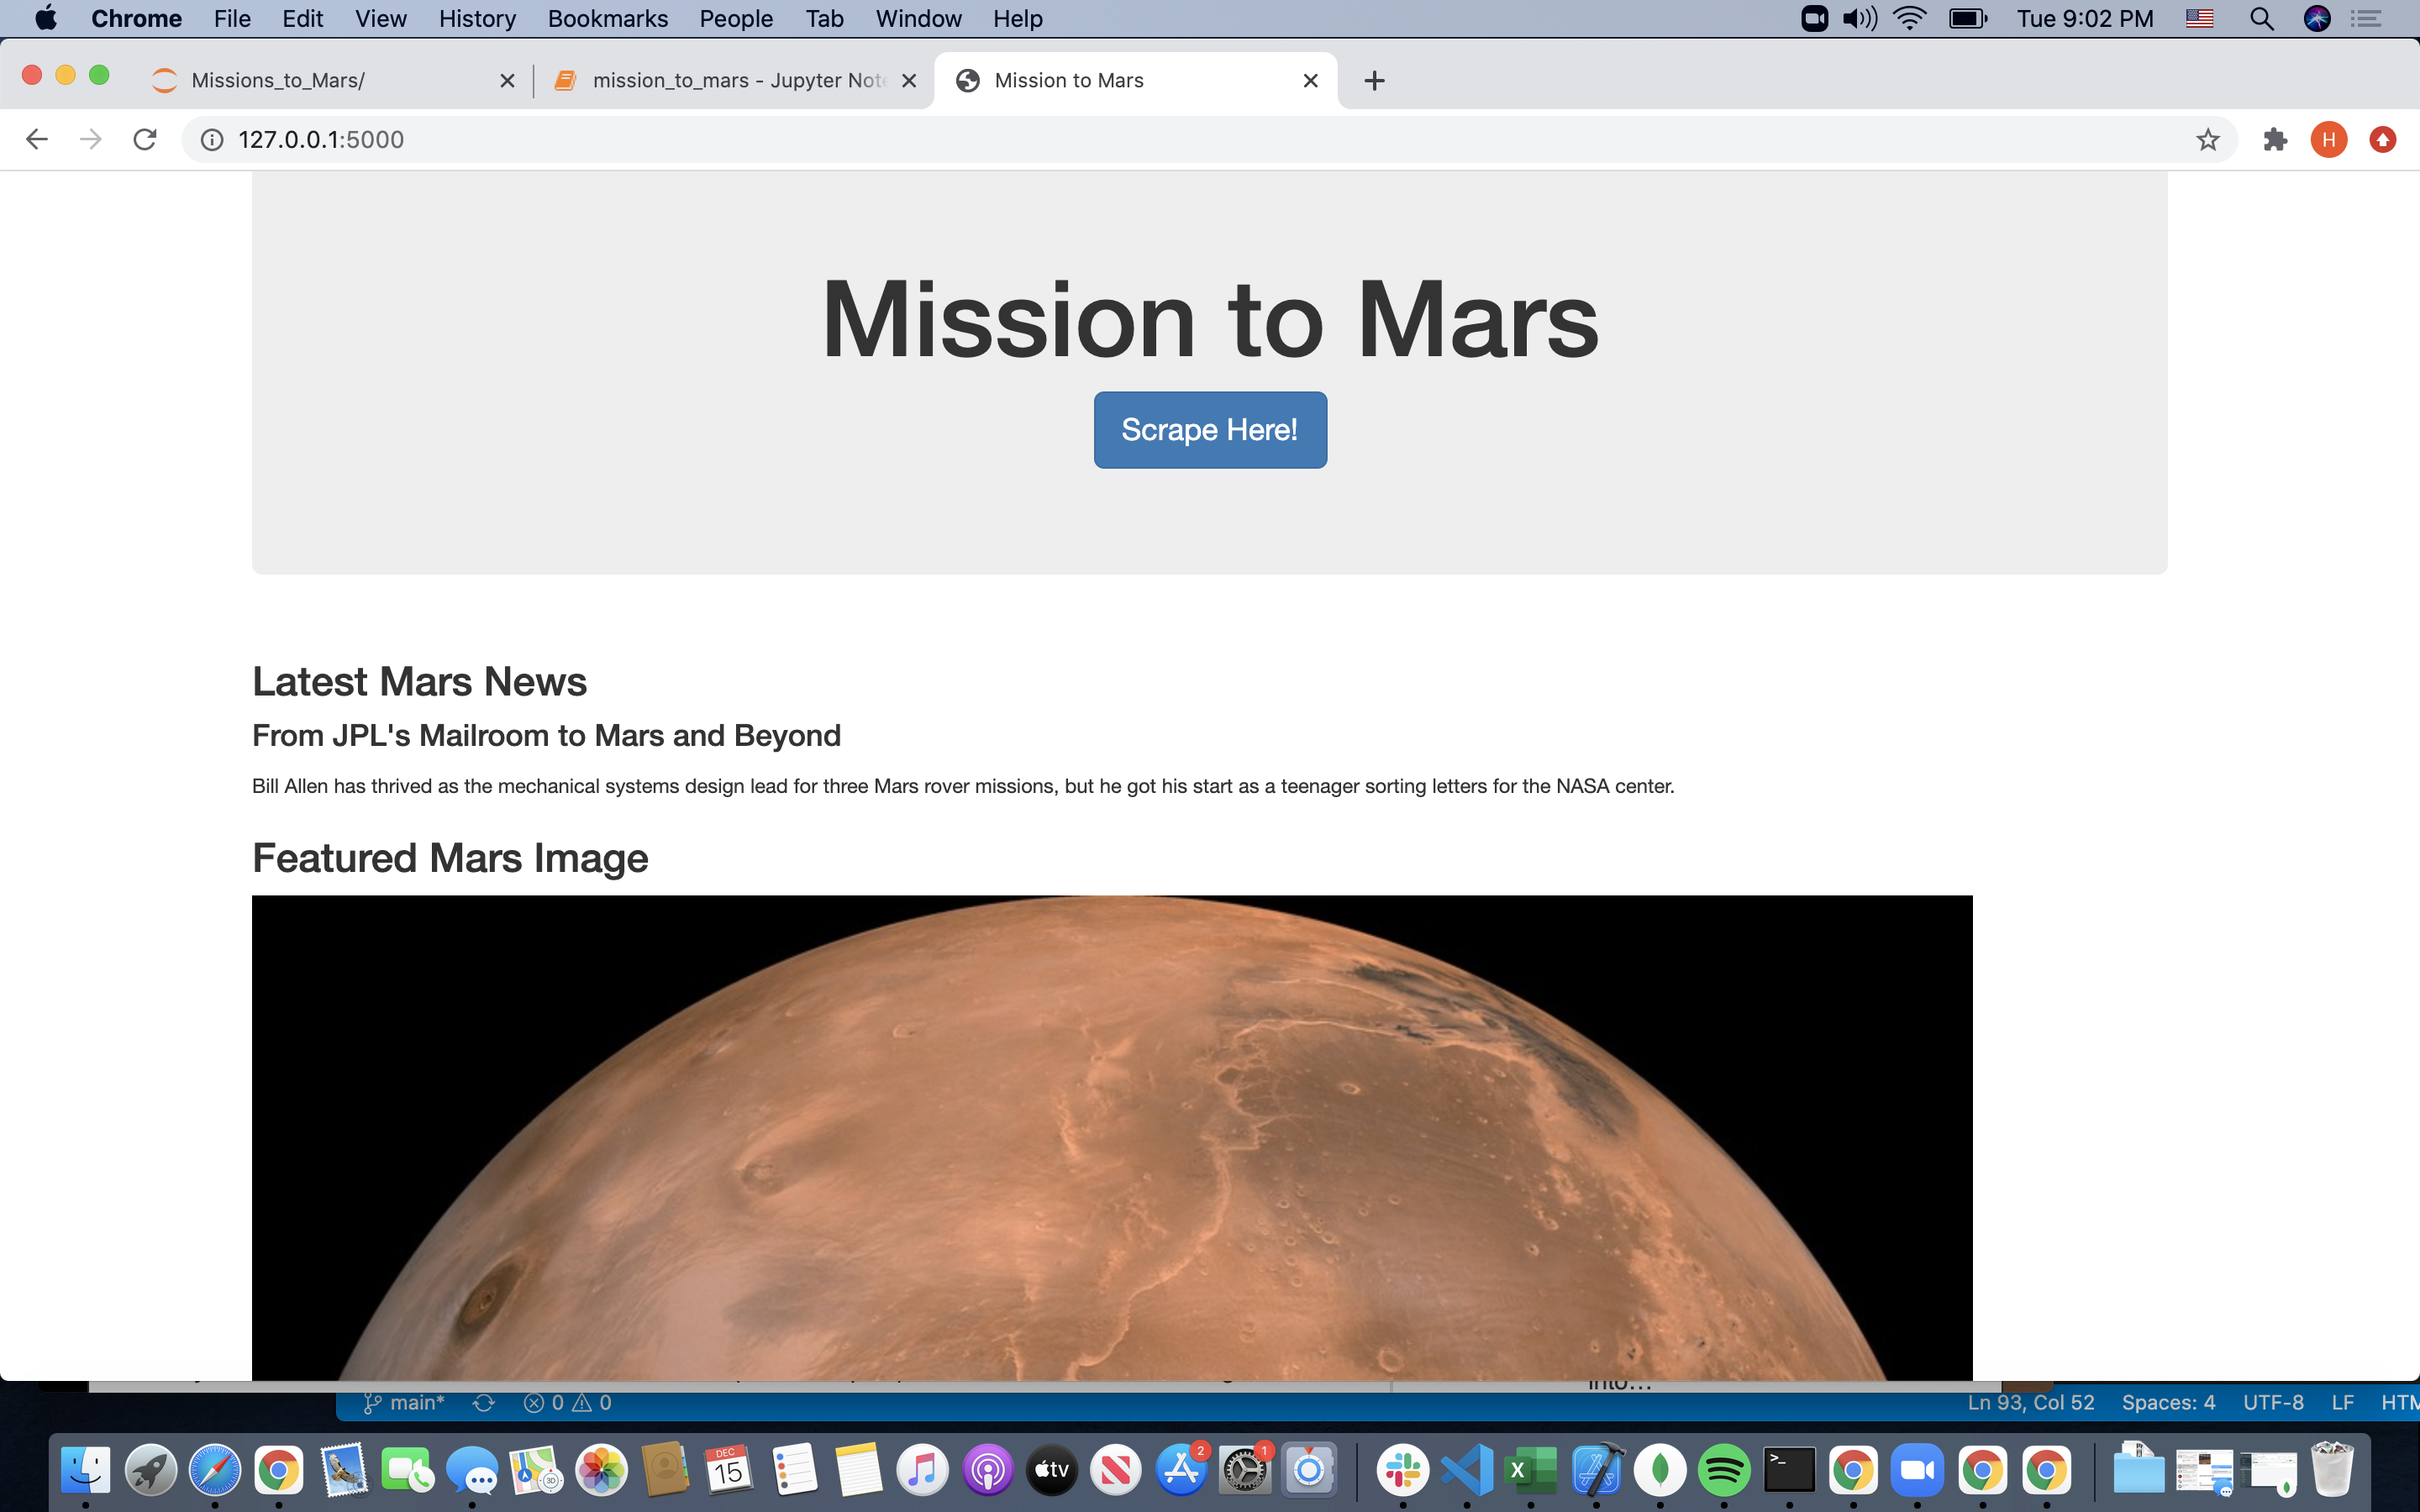 Chrome File Edit View History Bookmarks People Tab Window Help Tue 9:02 PM
Missions_to_Mars/ mission_to_mars - Jupyter Note Mission to Mars
127.0.0.1:5000 H
Mission to Mars
Scrape Here!
Latest Mars News
From JPL's Mailroom to Mars and Beyond
Bill Allen has thrived as the mechanical systems design lead for three Mars rover missions, but he got his start as a teenager sorting letters for the NASA center.
Featured Mars Image
into...
main* 0 0 Ln 93, Col 52 Spaces: 4 UTF-8 LF HTM
DEC 15 3D tv 2 1 X >_